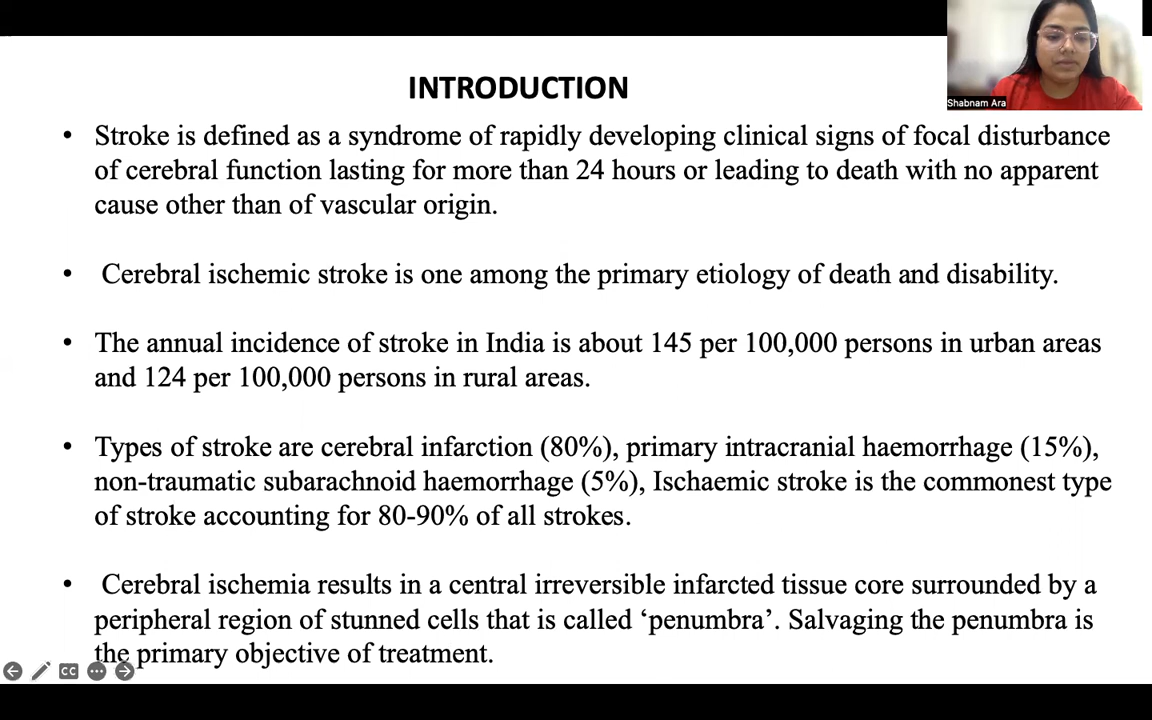 INTRODUCTION
Shabnam Ara
• Stroke is defined as a syndrome of rapidly developing clinical signs of focal disturbance
of cerebral function lasting for more than 24 hours or leading to death with no apparent
cause other than of vascular origin.
• Cerebral ischemic stroke is one among the primary etiology of death and disability.
• The annual incidence of stroke in India is about 145 per 100,000 persons in urban areas
and 124 per 100,000 persons in rural areas.
• Types of stroke are cerebral infarction (80%), primary intracranial haemorrhage (15%),
non-traumatic subarachnoid haemorrhage (5%), Ischaemic stroke is the commonest type
of stroke accounting for 80-90% of all strokes.
• Cerebral ischemia results in a central irreversible infarcted tissue core surrounded by a
peripheral region of stunned cells that is called ‘penumbra’. Salvaging the penumbra is
the primary objective of treatment.
CC